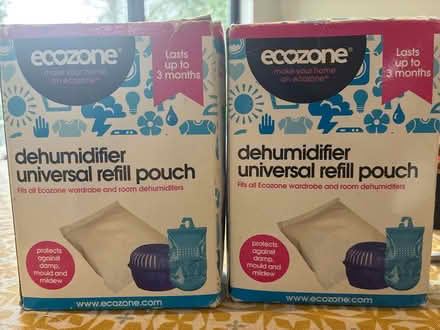 ecozone®
make your home
an ecozone™
Lasts
up to
3 months
dehumidifier
universal refill pouch
Fits all Ecozone wardrobe and room dehumidifiers
protects
against
damp,
mould and
mildew
www.ecozone.com
ecozone®
make your home
an ecozone™
Lasts
up to
3 months
dehumidifier
universal refill pouch
Fits all Ecozone wardrobe and room dehumidifiers
protects
against
damp,
mould and
mildew
www.ecozone.com